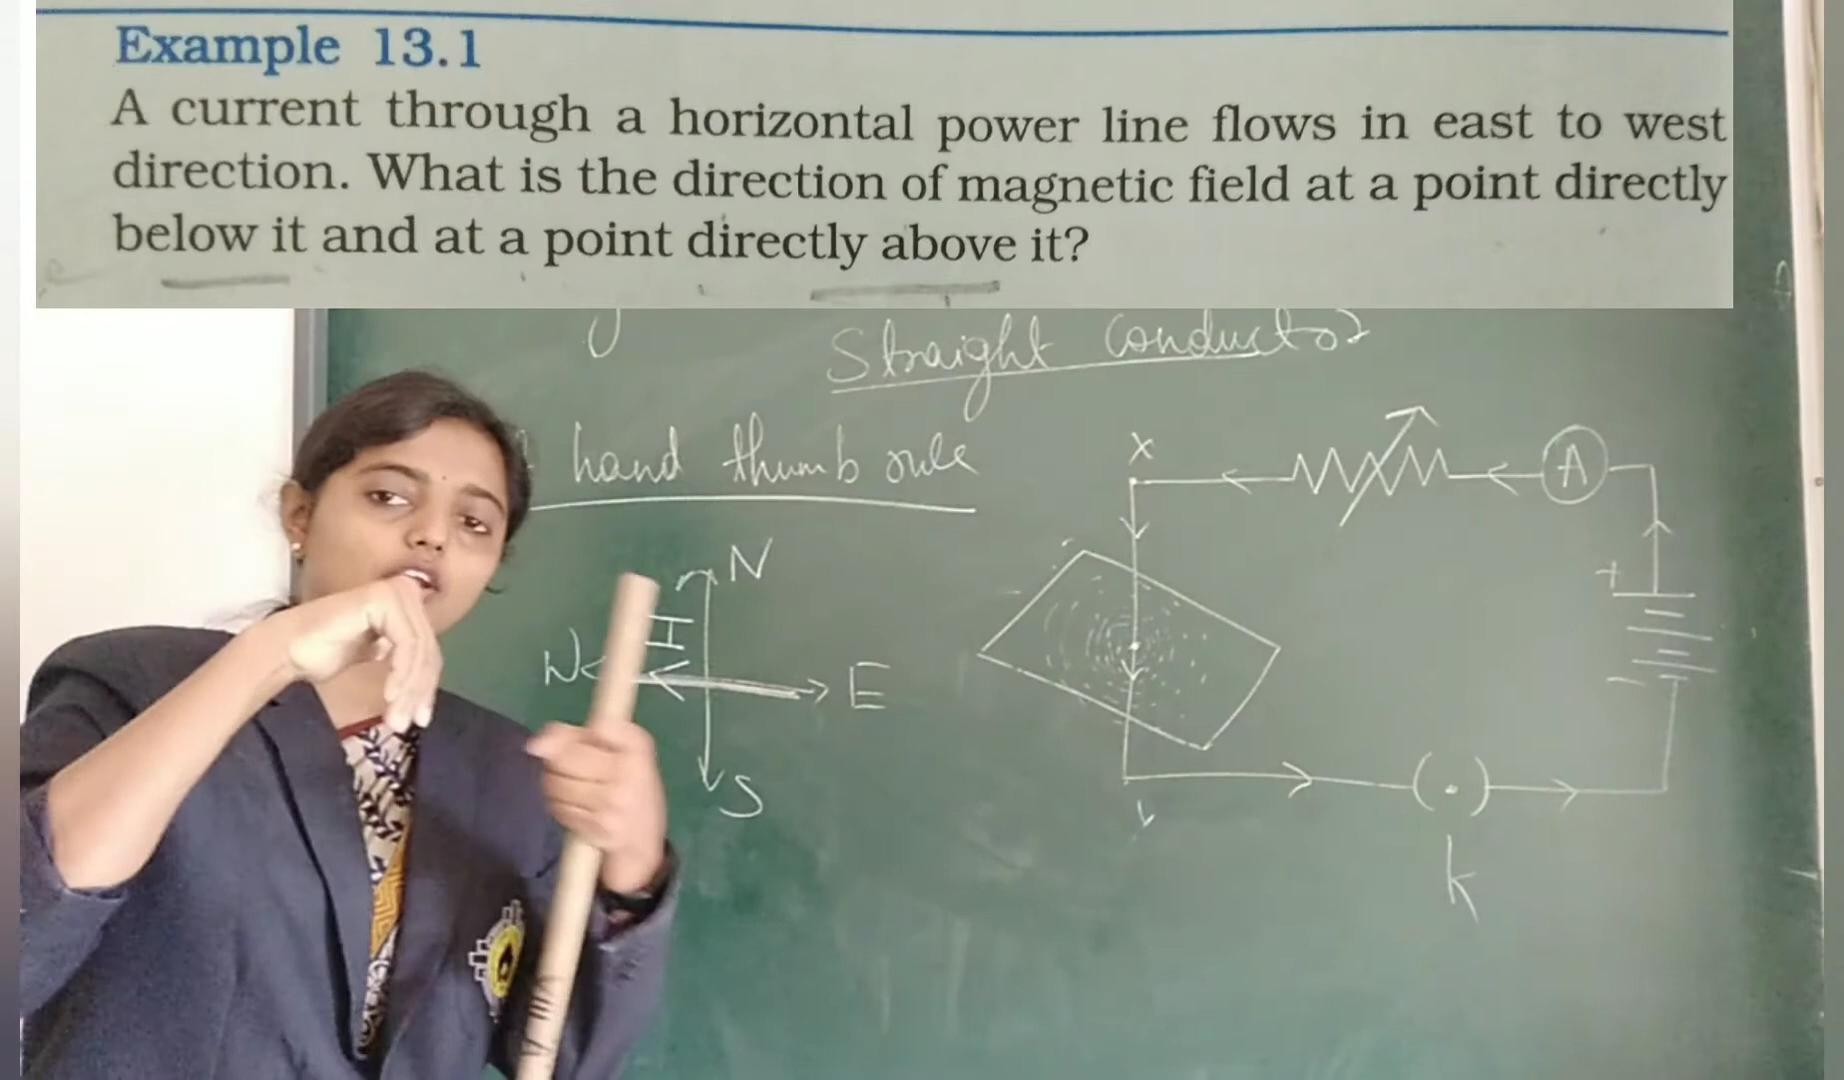 Example 13.1
A current through a horizontal power line flows in east to west
direction. What is the direction of magnetic field at a point directly
below it and at a point directly above it?
Straight Conductor
hand thumb rule
X
A
N
I
W
E
S
+
-
(.)
k